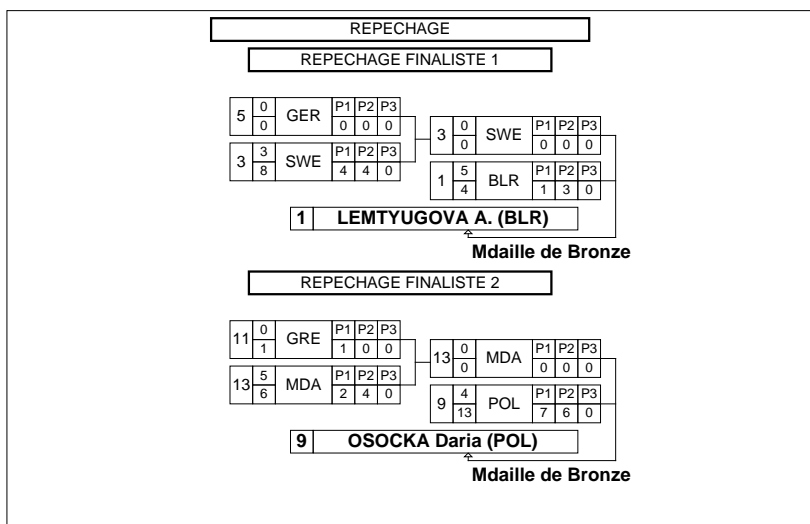 REPECHAGE
REPECHAGE FINALISTE 1
5 0 0 GER P1 P2 P3 0 0 0
3 3 8 SWE P1 P2 P3 4 4 0
3 0 0 SWE P1 P2 P3 0 0 0
1 5 4 BLR P1 P2 P3 1 3 0
1 LEMTYUGOVA A. (BLR)
Mdaille de Bronze
REPECHAGE FINALISTE 2
11 0 1 GRE P1 P2 P3 1 0 0
13 5 6 MDA P1 P2 P3 2 4 0
13 0 0 MDA P1 P2 P3 0 0 0
9 4 13 POL P1 P2 P3 7 6 0
9 OSOCKA Daria (POL)
Mdaille de Bronze